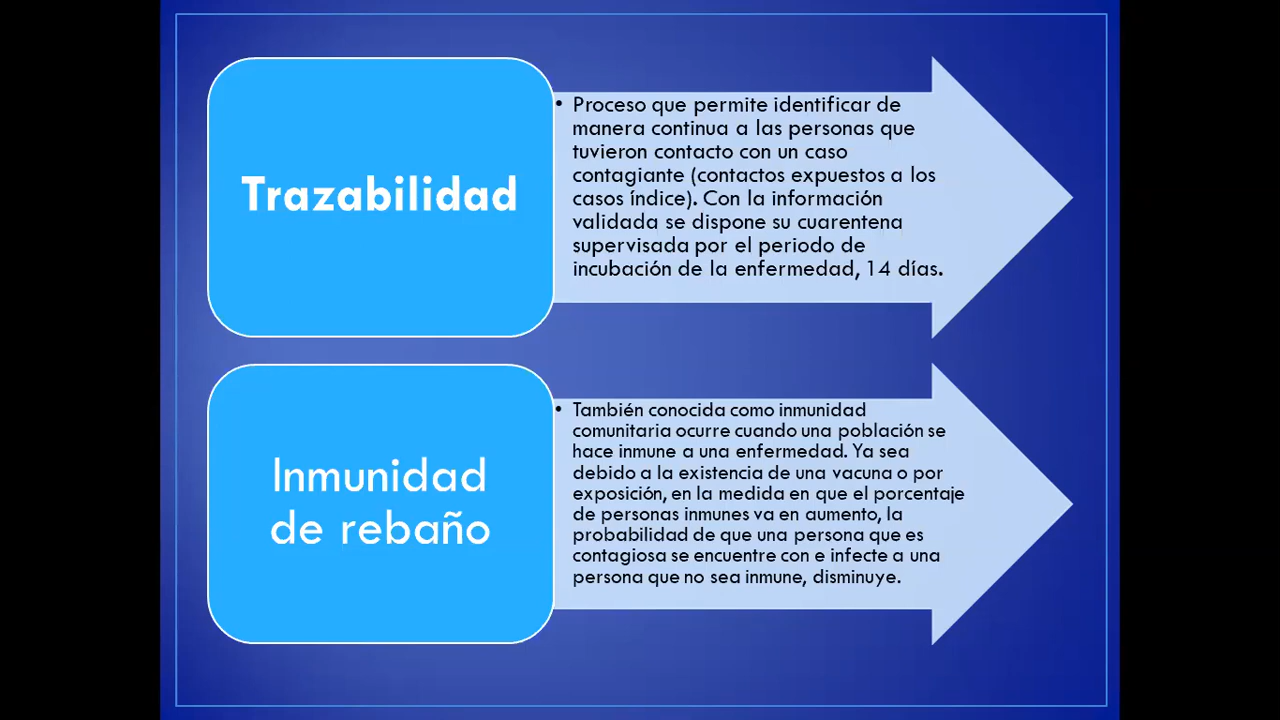 Trazabilidad
• Proceso que permite identificar de
manera continua a las personas que
tuvieron contacto con un caso
contagiante (contactos expuestos a los
casos índice). Con la información
validada se dispone su cuarentena
supervisada por el periodo de
incubación de la enfermedad, 14 días.
Inmunidad
de rebaño
• También conocida como inmunidad
comunitaria ocurre cuando una población se
hace inmune a una enfermedad. Ya sea
debido a la existencia de una vacuna o por
exposición, en la medida en que el porcentaje
de personas inmunes va en aumento, la
probabilidad de que una persona que es
contagiosa se encuentre con e infecte a una
persona que no sea inmune, disminuye.